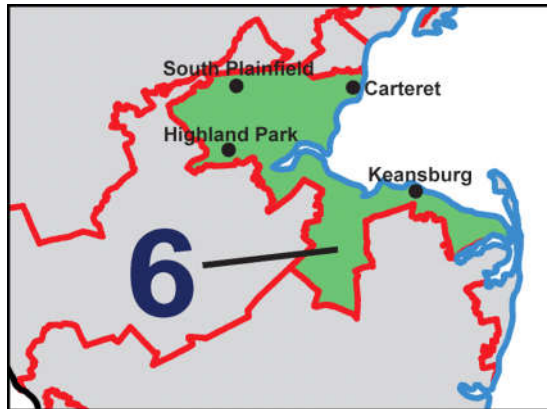 South Plainfield
Carteret
Highland Park
Keansburg
6